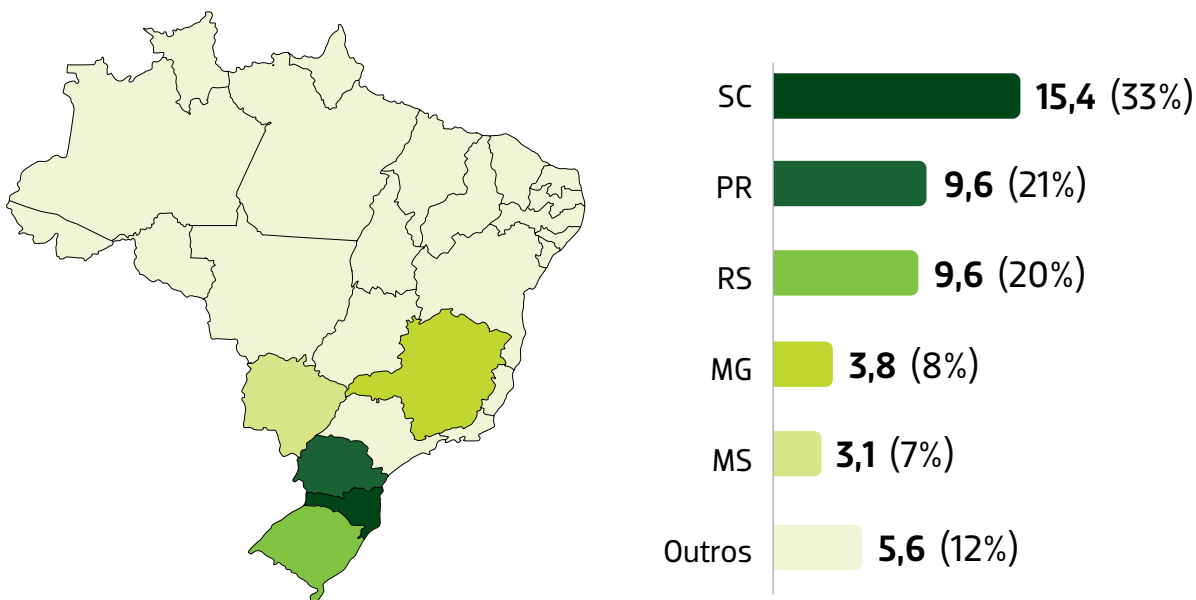 SC 15,4 (33%)
PR 9,6 (21%)
RS 9,6 (20%)
MG 3,8 (8%)
MS 3,1 (7%)
Outros 5,6 (12%)